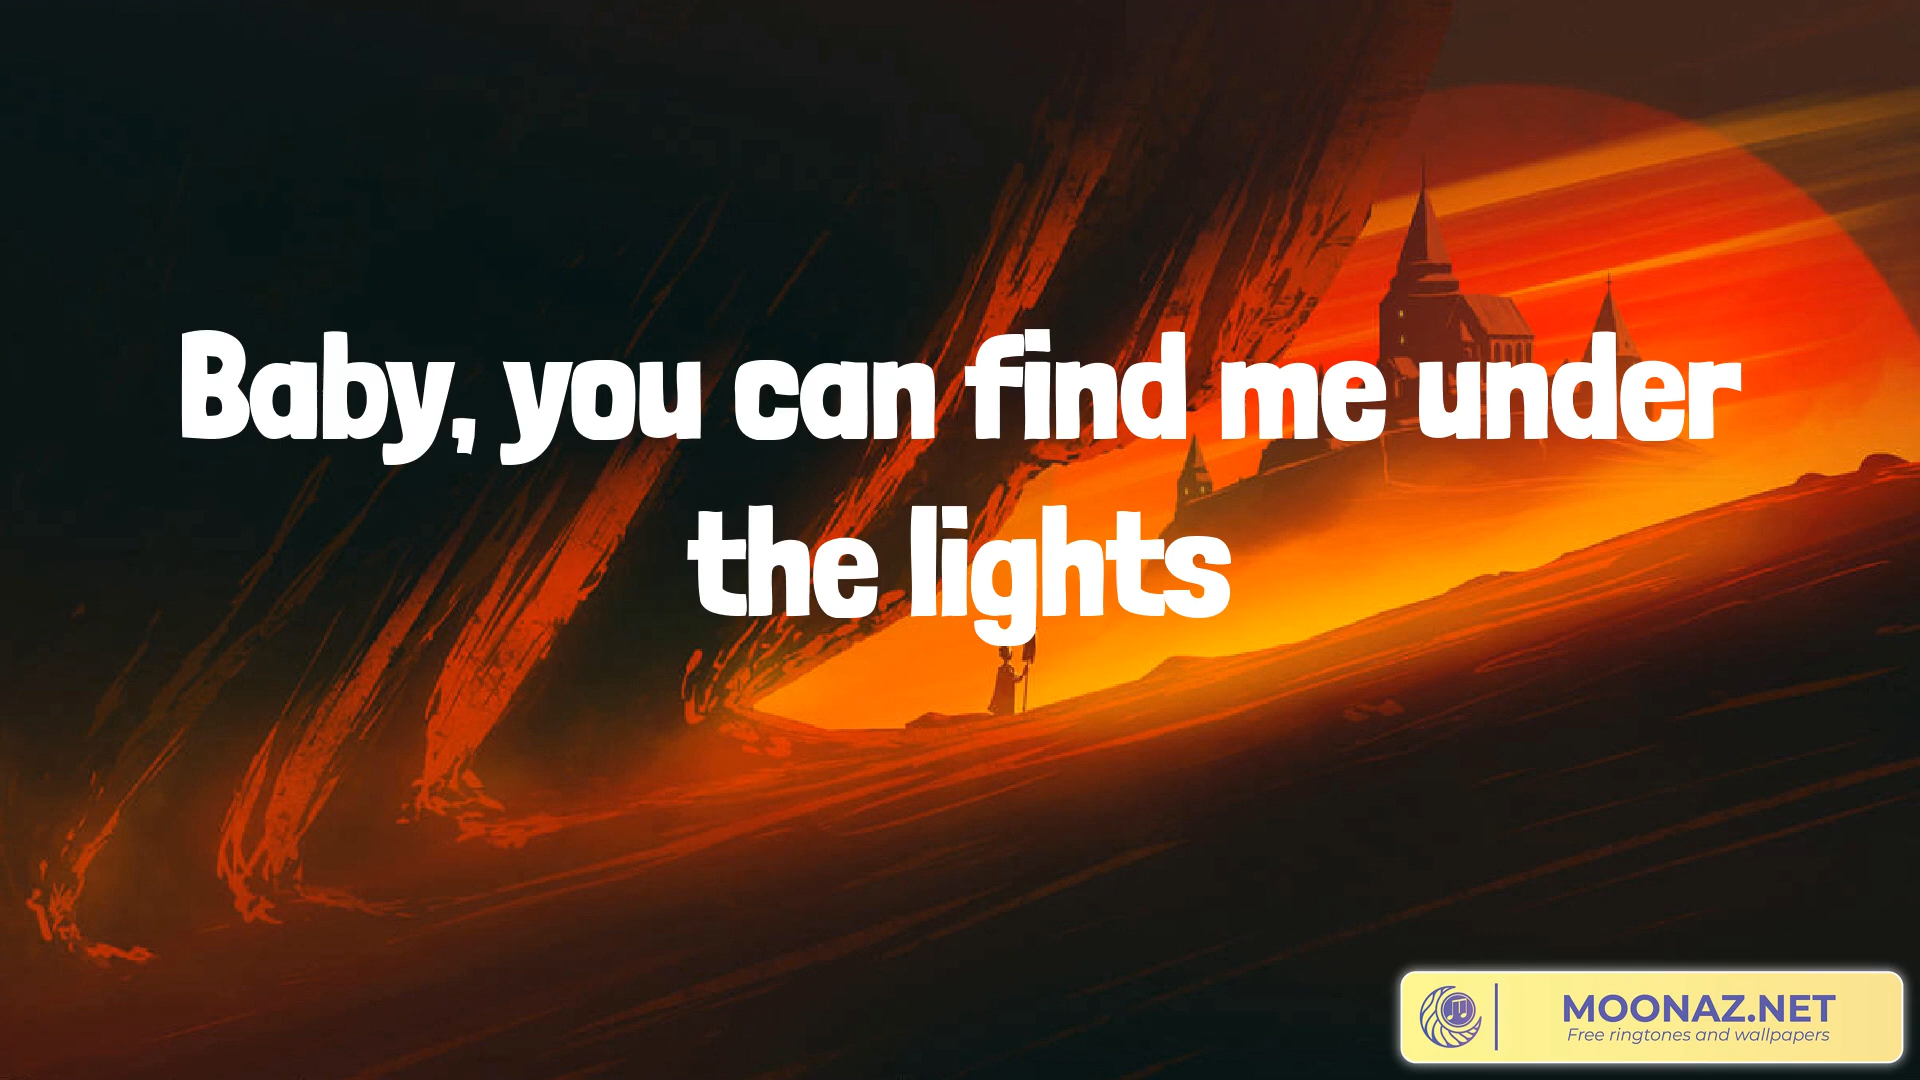 Baby, you can find me under
the lights
MOONAZ.NET
Free ringtones and wallpapers